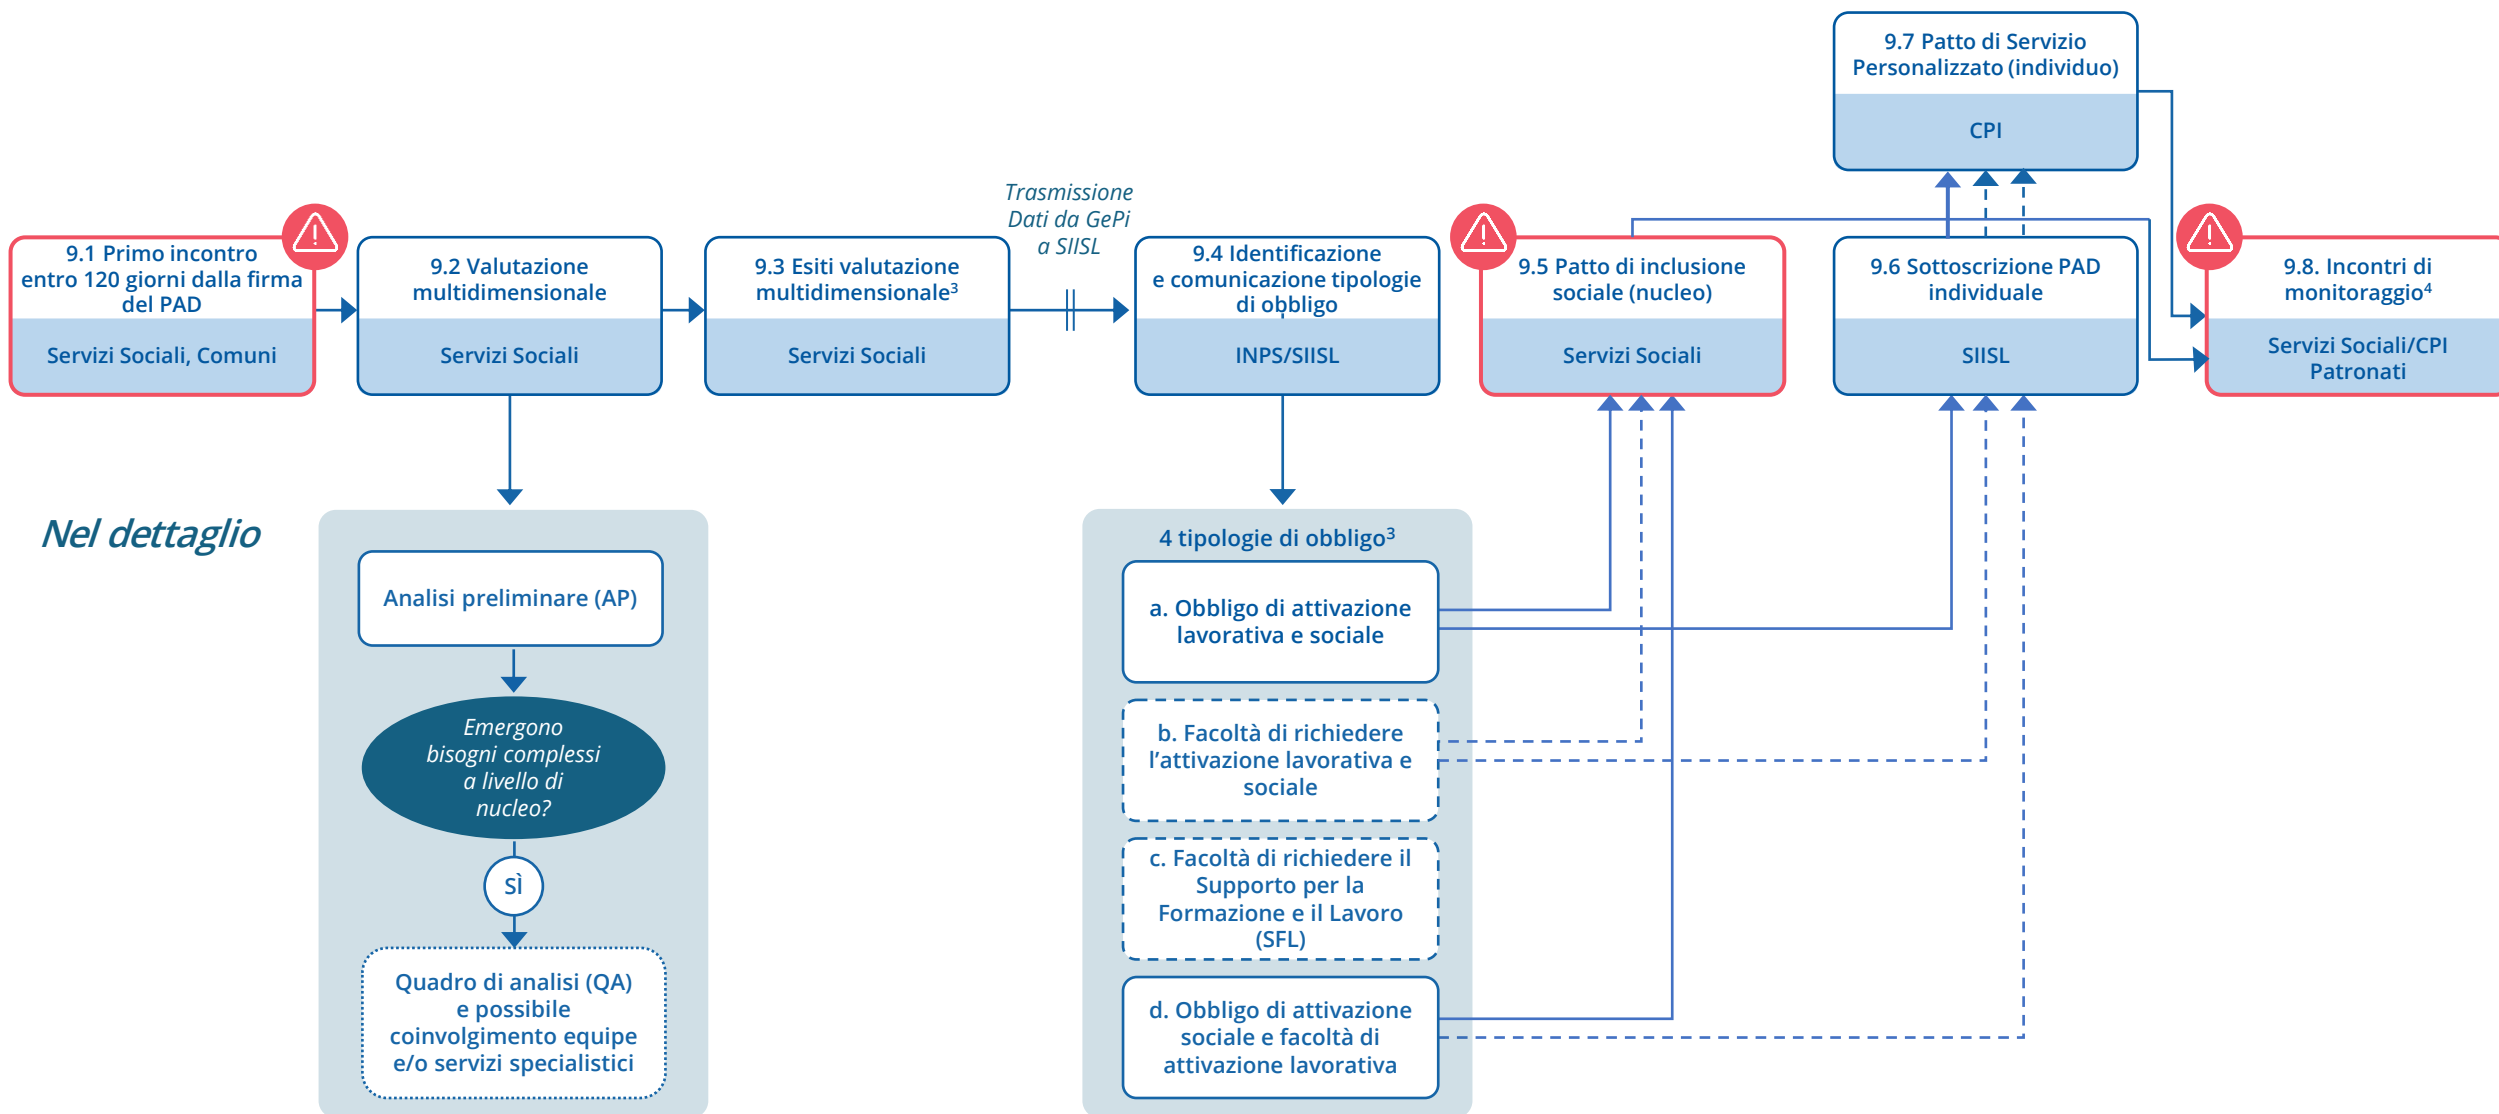 9.7 Patto di Servizio
Personalizzato (individuo)
CPI
Trasmissione
Dati da GePi
a SIISL
9.1 Primo incontro
entro 120 giorni dalla firma
del PAD
Servizi Sociali, Comuni
9.2 Valutazione
multidimensionale
Servizi Sociali
9.3 Esiti valutazione
multidimensionale³
Servizi Sociali
9.4 Identificazione
e comunicazione tipologie
di obbligo
INPS/SIISL
9.5 Patto di inclusione
sociale (nucleo)
Servizi Sociali
9.6 Sottoscrizione PAD
individuale
SIISL
9.8. Incontri di
monitoraggio⁴
Servizi Sociali/CPI
Patronati
Nel dettaglio
Analisi preliminare (AP)
Emergono
bisogni complessi
a livello di
nucleo?
SÌ
Quadro di analisi (QA)
e possibile
coinvolgimento equipe
e/o servizi specialistici
4 tipologie di obbligo³
a. Obbligo di attivazione
lavorativa e sociale
b. Facoltà di richiedere
l’attivazione lavorativa e
sociale
c. Facoltà di richiedere il
Supporto per la
Formazione e il Lavoro
(SFL)
d. Obbligo di attivazione
sociale e facoltà di
attivazione lavorativa